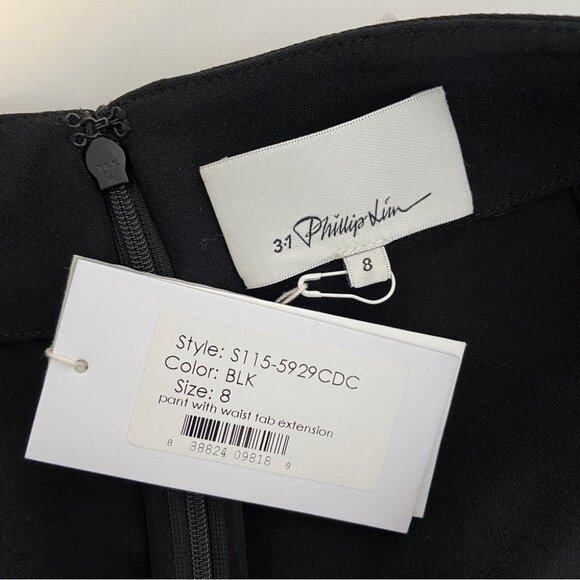 3.1 Phillip Lim
8
Style: S115-5929CDC
Color: BLK
Size: 8
pant with waist tab extension
8 38824 09818 8